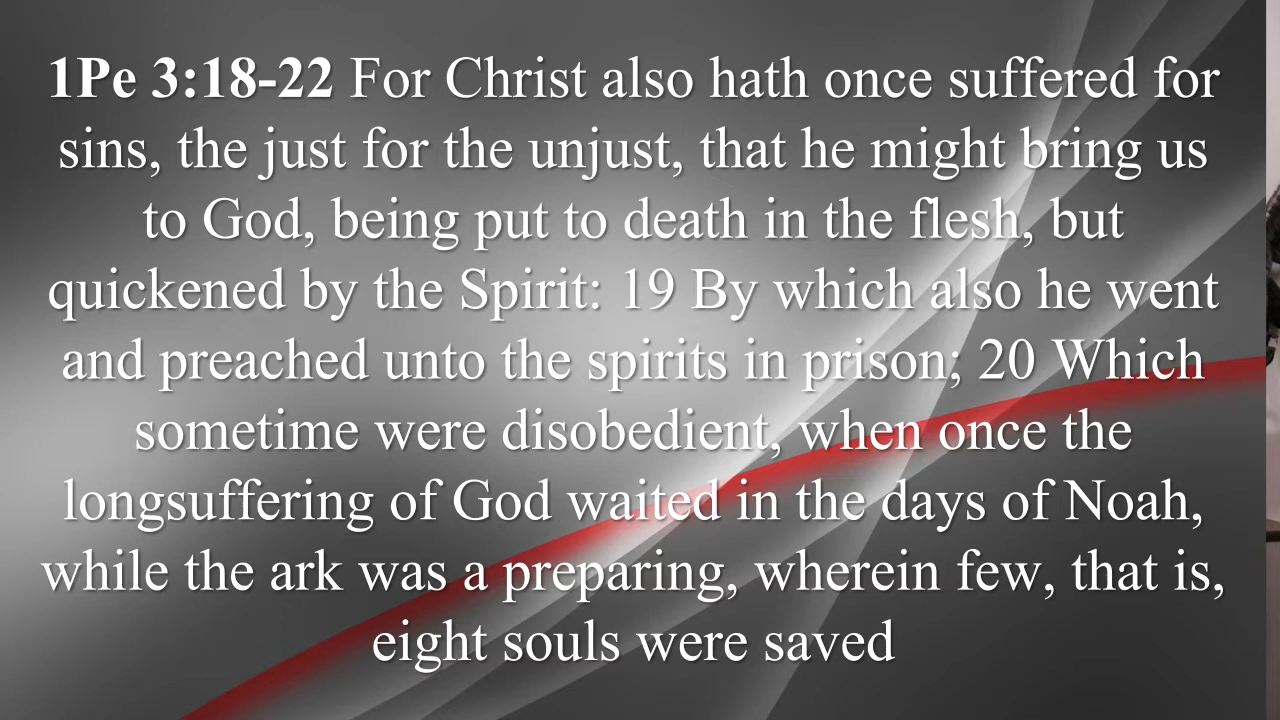 1Pe 3:18-22 For Christ also hath once suffered for
sins, the just for the unjust, that he might bring us
to God, being put to death in the flesh, but
quickened by the Spirit: 19 By which also he went
and preached unto the spirits in prison; 20 Which
sometime were disobedient, when once the
longsuffering of God waited in the days of Noah,
while the ark was a preparing, wherein few, that is,
eight souls were saved